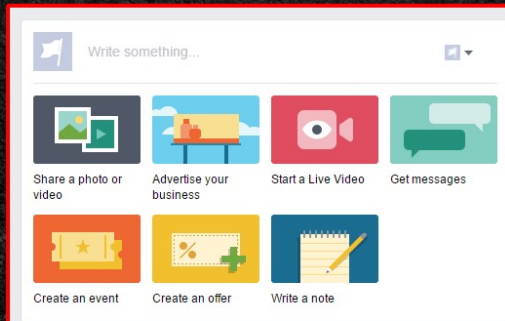 Write something...
Share a photo or video
Advertise your business
Start a Live Video
Get messages
Create an event
Create an offer
Write a note